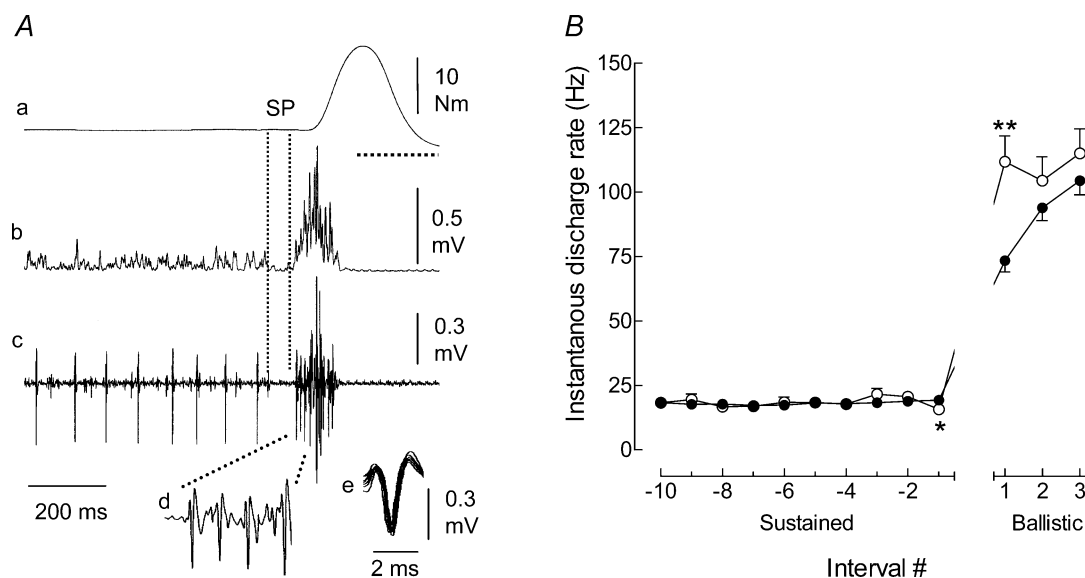 A
a
10
Nm
SP
b
0.5
mV
c
0.3
mV
200 ms
d
e
0.3
mV
2 ms
B
Instantanous discharge rate (Hz)
150
125
100
75
50
25
0
**
*
-10 -8 -6 -4 -2 1 2 3
Sustained Ballistic
Interval #